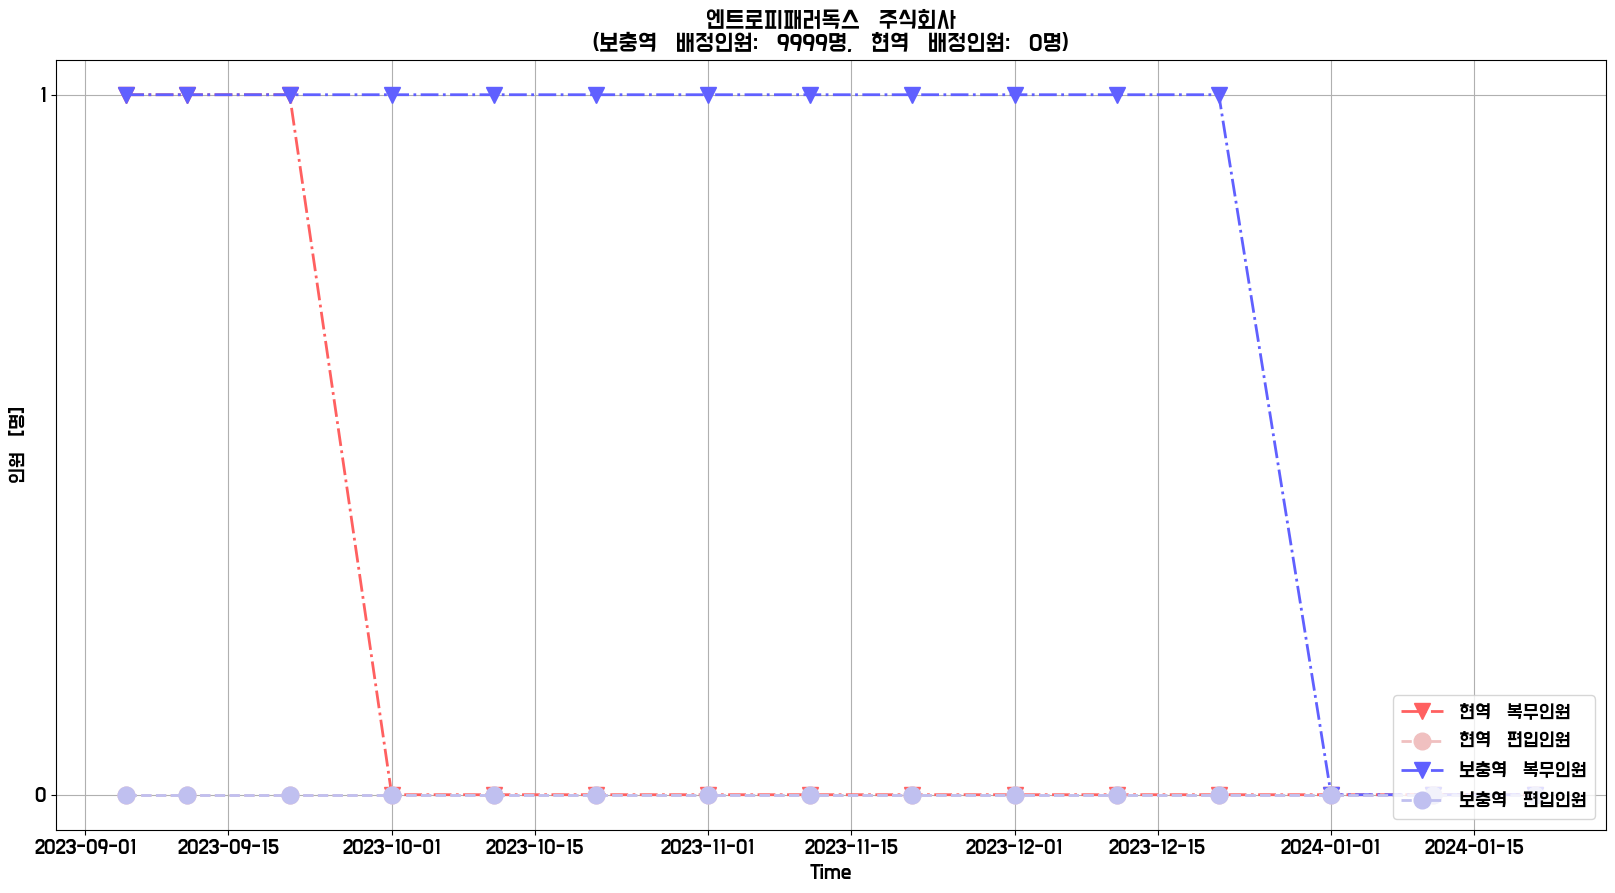 엔트로피패러독스 주식회사
(보충역 배정인원: 9999명, 현역 배정인원: 0명)
1
0
인원 [명]
2023-09-01 2023-09-15 2023-10-01 2023-10-15 2023-11-01 2023-11-15 2023-12-01 2023-12-15 2024-01-01 2024-01-15
Time
현역 복무인원
현역 편입인원
보충역 복무인원
보충역 편입인원